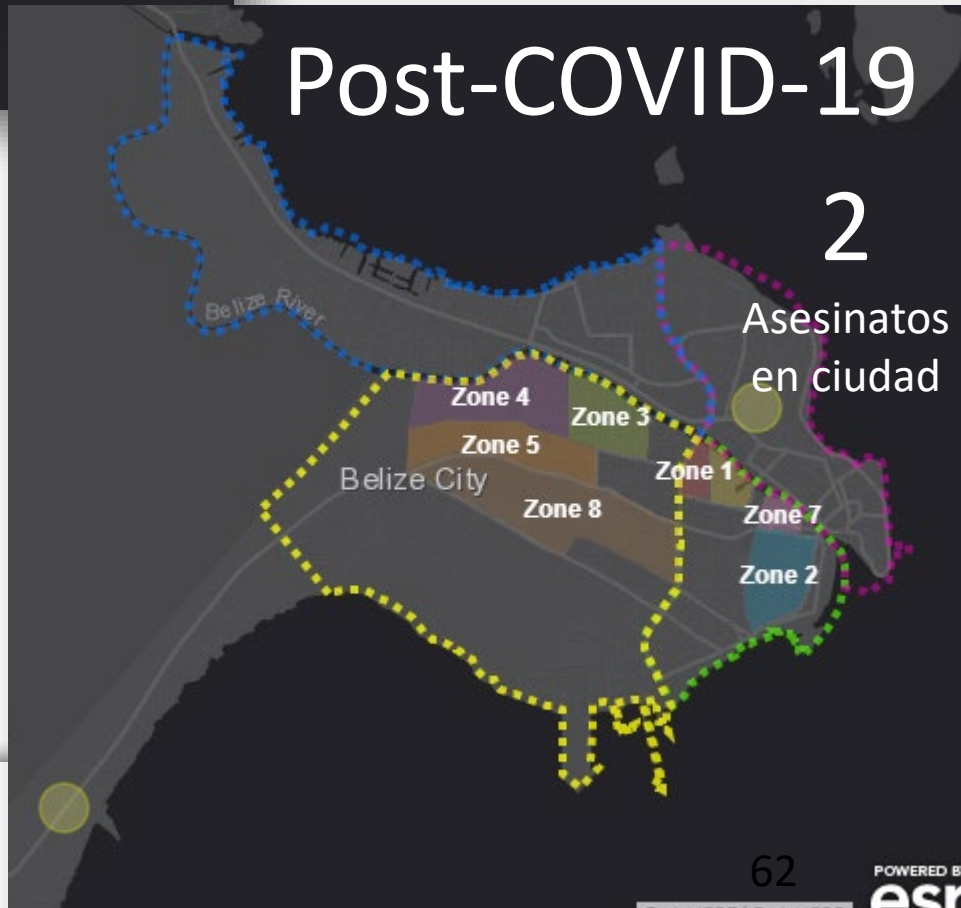 Post-COVID-19
2
Asesinatos
en ciudad
Belize River
Zone 4
Zone 3
Zone 5
Zone 1
Belize City
Zone 8
Zone 7
Zone 2
62
POWERED BY
esri